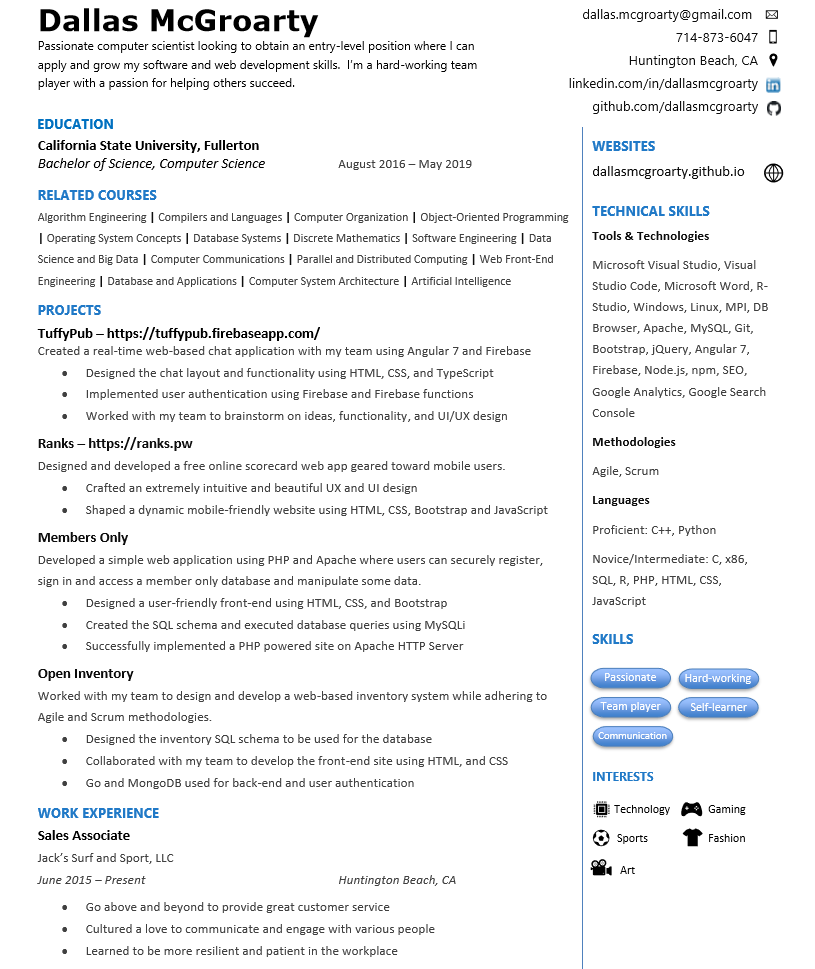 Dallas McGroarty
Passionate computer scientist looking to obtain an entry-level position where I can
apply and grow my software and web development skills. I'm a hard-working team
player with a passion for helping others succeed.
dallas.mcgroarty@gmail.com
714-873-6047
Huntington Beach, CA
linkedin.com/in/dallasmcgroarty
github.com/dallasmcgroarty
EDUCATION
California State University, Fullerton
Bachelor of Science, Computer Science August 2016 – May 2019
RELATED COURSES
Algorithm Engineering | Compilers and Languages | Computer Organization | Object-Oriented Programming
| Operating System Concepts | Database Systems | Discrete Mathematics | Software Engineering | Data
Science and Big Data | Computer Communications | Parallel and Distributed Computing | Web Front-End
Engineering | Database and Applications | Computer System Architecture | Artificial Intelligence
PROJECTS
TuffyPub – https://tuffypub.firebaseapp.com/
Created a real-time web-based chat application with my team using Angular 7 and Firebase
• Designed the chat layout and functionality using HTML, CSS, and TypeScript
• Implemented user authentication using Firebase and Firebase functions
• Worked with my team to brainstorm on ideas, functionality, and UI/UX design
Ranks – https://ranks.pw
Designed and developed a free online scorecard web app geared toward mobile users.
• Crafted an extremely intuitive and beautiful UX and UI design
• Shaped a dynamic mobile-friendly website using HTML, CSS, Bootstrap and JavaScript
Members Only
Developed a simple web application using PHP and Apache where users can securely register,
sign in and access a member only database and manipulate some data.
• Designed a user-friendly front-end using HTML, CSS, and Bootstrap
• Created the SQL schema and executed database queries using MySQLi
• Successfully implemented a PHP powered site on Apache HTTP Server
Open Inventory
Worked with my team to design and develop a web-based inventory system while adhering to
Agile and Scrum methodologies.
• Designed the inventory SQL schema to be used for the database
• Collaborated with my team to develop the front-end site using HTML, and CSS
• Go and MongoDB used for back-end and user authentication
WORK EXPERIENCE
Sales Associate
Jack's Surf and Sport, LLC
June 2015 – Present Huntington Beach, CA
• Go above and beyond to provide great customer service
• Cultured a love to communicate and engage with various people
• Learned to be more resilient and patient in the workplace
WEBSITES
dallasmcgroarty.github.io
TECHNICAL SKILLS
Tools & Technologies
Microsoft Visual Studio, Visual
Studio Code, Microsoft Word, R-
Studio, Windows, Linux, MPI, DB
Browser, Apache, MySQL, Git,
Bootstrap, jQuery, Angular 7,
Firebase, Node.js, npm, SEO,
Google Analytics, Google Search
Console
Methodologies
Agile, Scrum
Languages
Proficient: C++, Python
Novice/Intermediate: C, x86,
SQL, R, PHP, HTML, CSS,
JavaScript
SKILLS
Passionate Hard-working
Team player Self-learner
Communication
INTERESTS
Technology Gaming
Sports Fashion
Art